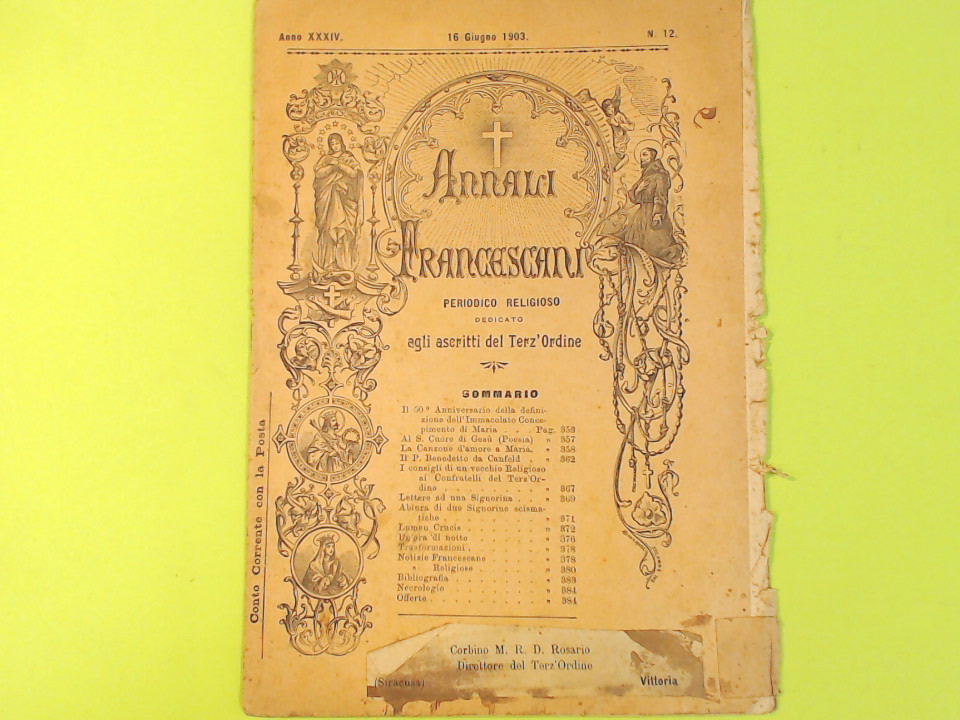 Anno XXXIV.
16 Giugno 1903.
N. 12.
ANNALI
FRANCESCANI
PERIODICO RELIGIOSO
DEDICATO
agli ascritti del Terz'Ordine
SOMMARIO
Il 50° Anniversario della defini-
zione dell'Immacolato Conce-
pimento di Maria . . . Pag. 353
Al S. Cuore di Gesù (Poesia) » 357
La Canzone d'amore a Maria. » 358
Il P. Benedetto da Canfeld . » 362
I consigli di un vecchio Religioso
ai Confratelli del Terz'Or-
dine . . . . . . . . » 367
Lettere ad una Signorina . . » 369
Abiura di due Signorine scisma-
tiche . . . . . . . . » 371
Lumen Crucis . . . . . . » 372
Un'ora di notte . . . . . » 376
Trasformazioni . . . . . . » 378
Notizie Francescane . . . . » 378
» Religiose . . . . . » 380
Bibliografia . . . . . . . » 383
Necrologio . . . . . . . » 384
Offerte . . . . . . . . . » 384
Conto Corrente con la Posta
Corbino M. R. D. Rosario
Direttore del Terz'Ordine
(Siracusa) Vittoria